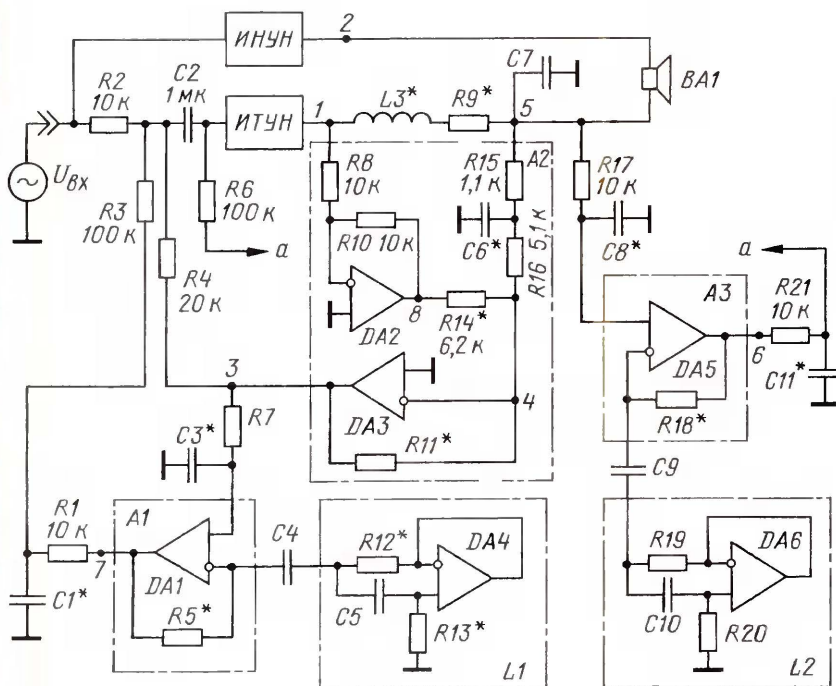 ИНУН
2
R2
10 к
C2
1 мк
ИТУН
1
L3*
R9*
5
C7
BA1
Uвх
R3
100 к
R6
100 к
a
R4
20 к
R8
10 к
R10 10 к
DA2
8
R14*
6,2 к
R15
1,1 к
A2
C6*
R16 5,1 к
R17
10 к
C8*
a
A3
DA5
6
R21
10 к
C11*
R18*
3
R7
C3*
DA3
4
R11*
C9
R1
10 к
7
A1
DA1
C1*
R5*
C4
R12*
DA4
C5
R13*
L1
R19
DA6
C10
R20
L2